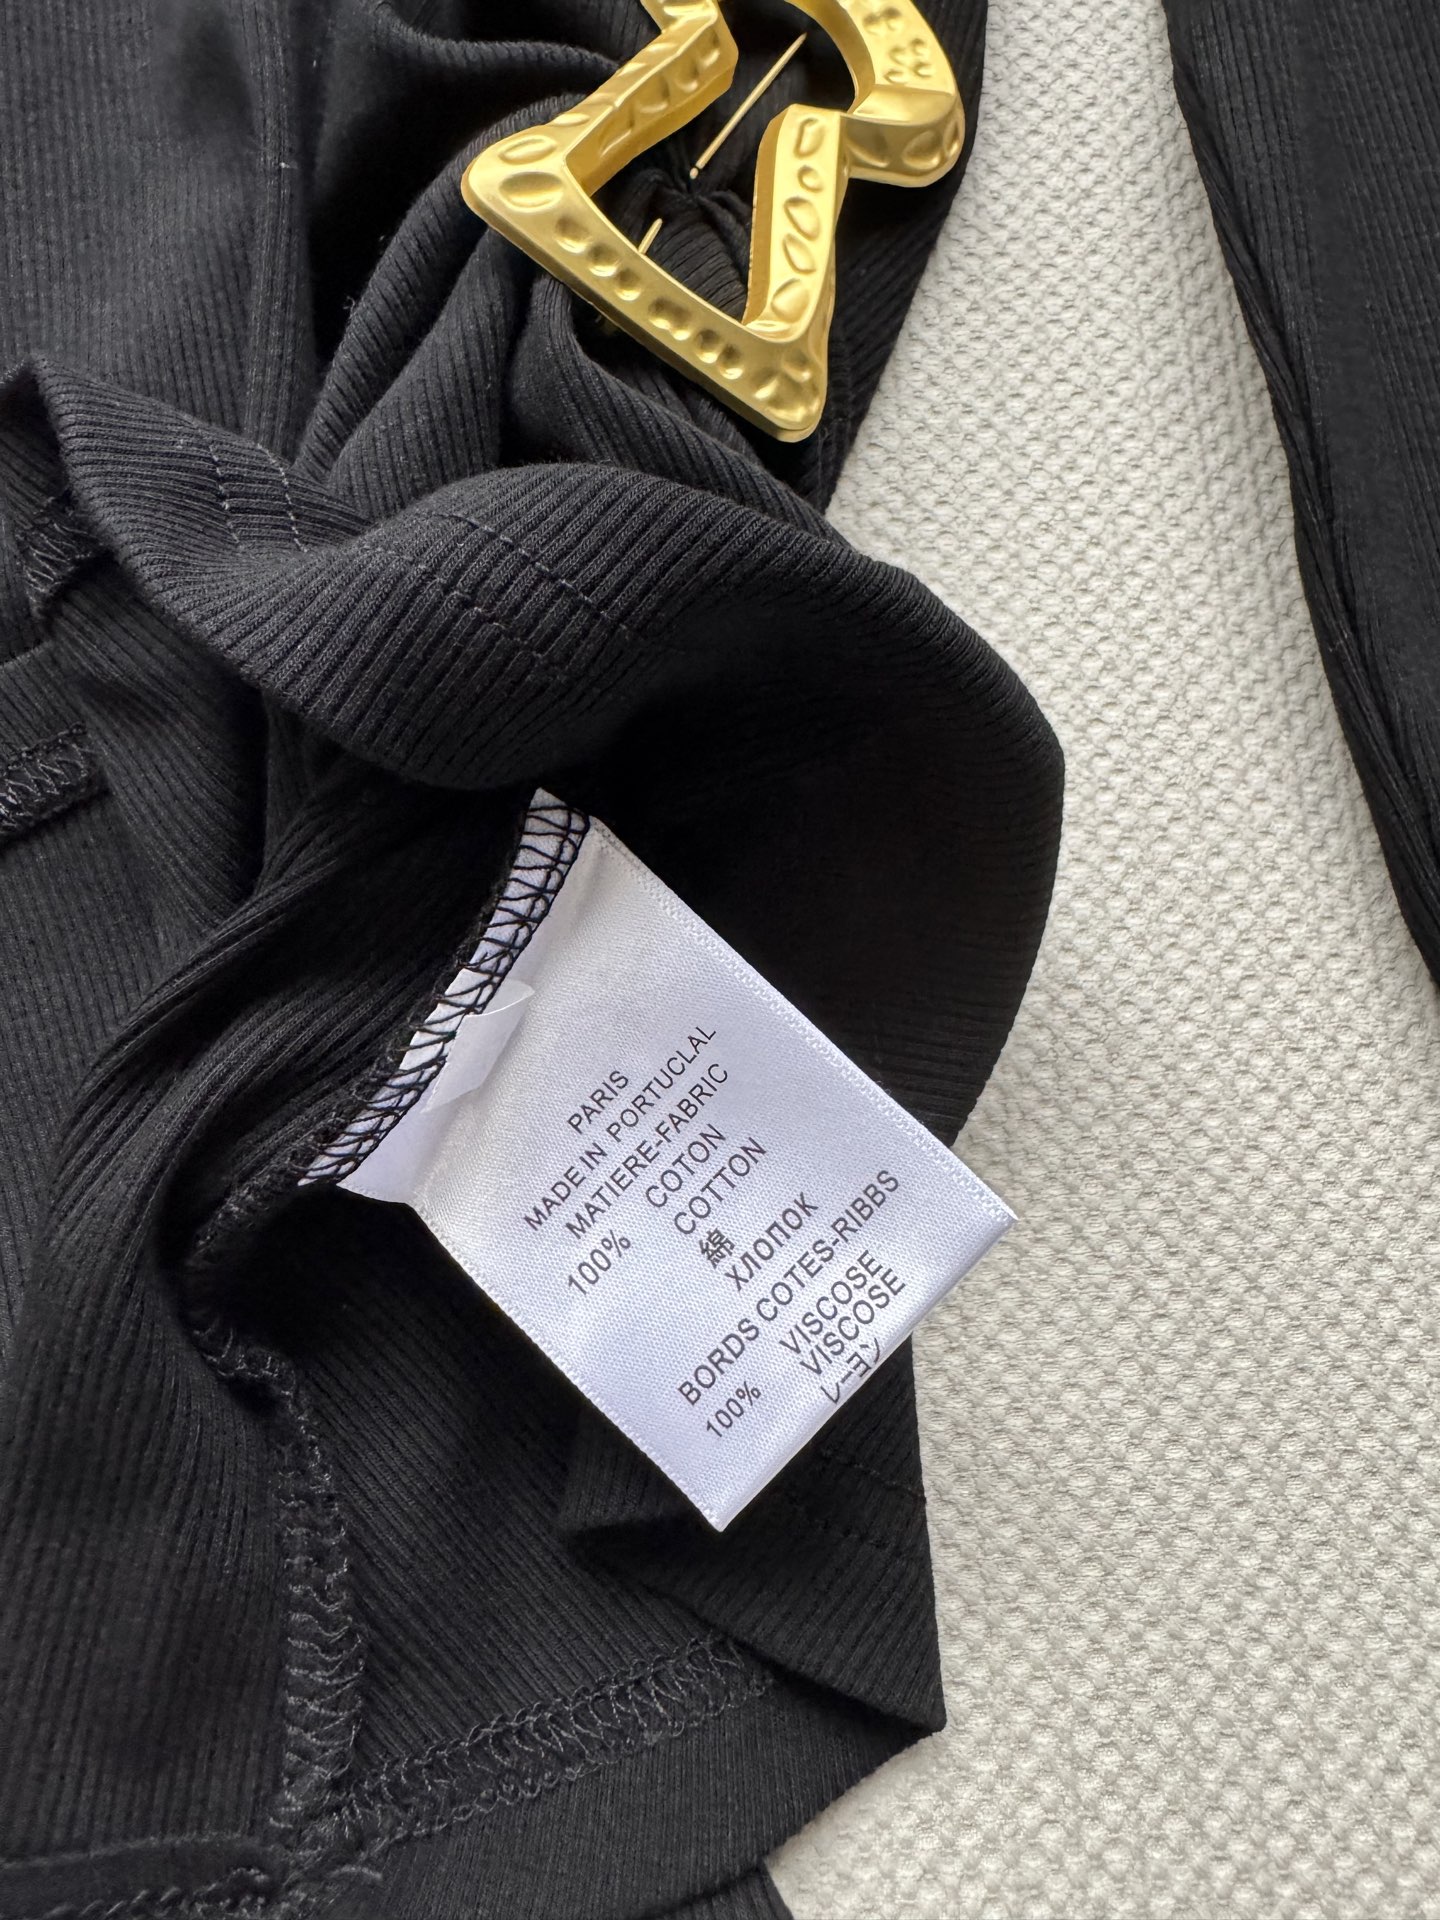 PARIS
MADE IN PORTUCLAL
MATIERE-FABRIC
100% COTON
COTTON
綿
хлопок
BORDS COTES-RIBBS
100% VISCOSE
VISCOSE
レーヨン